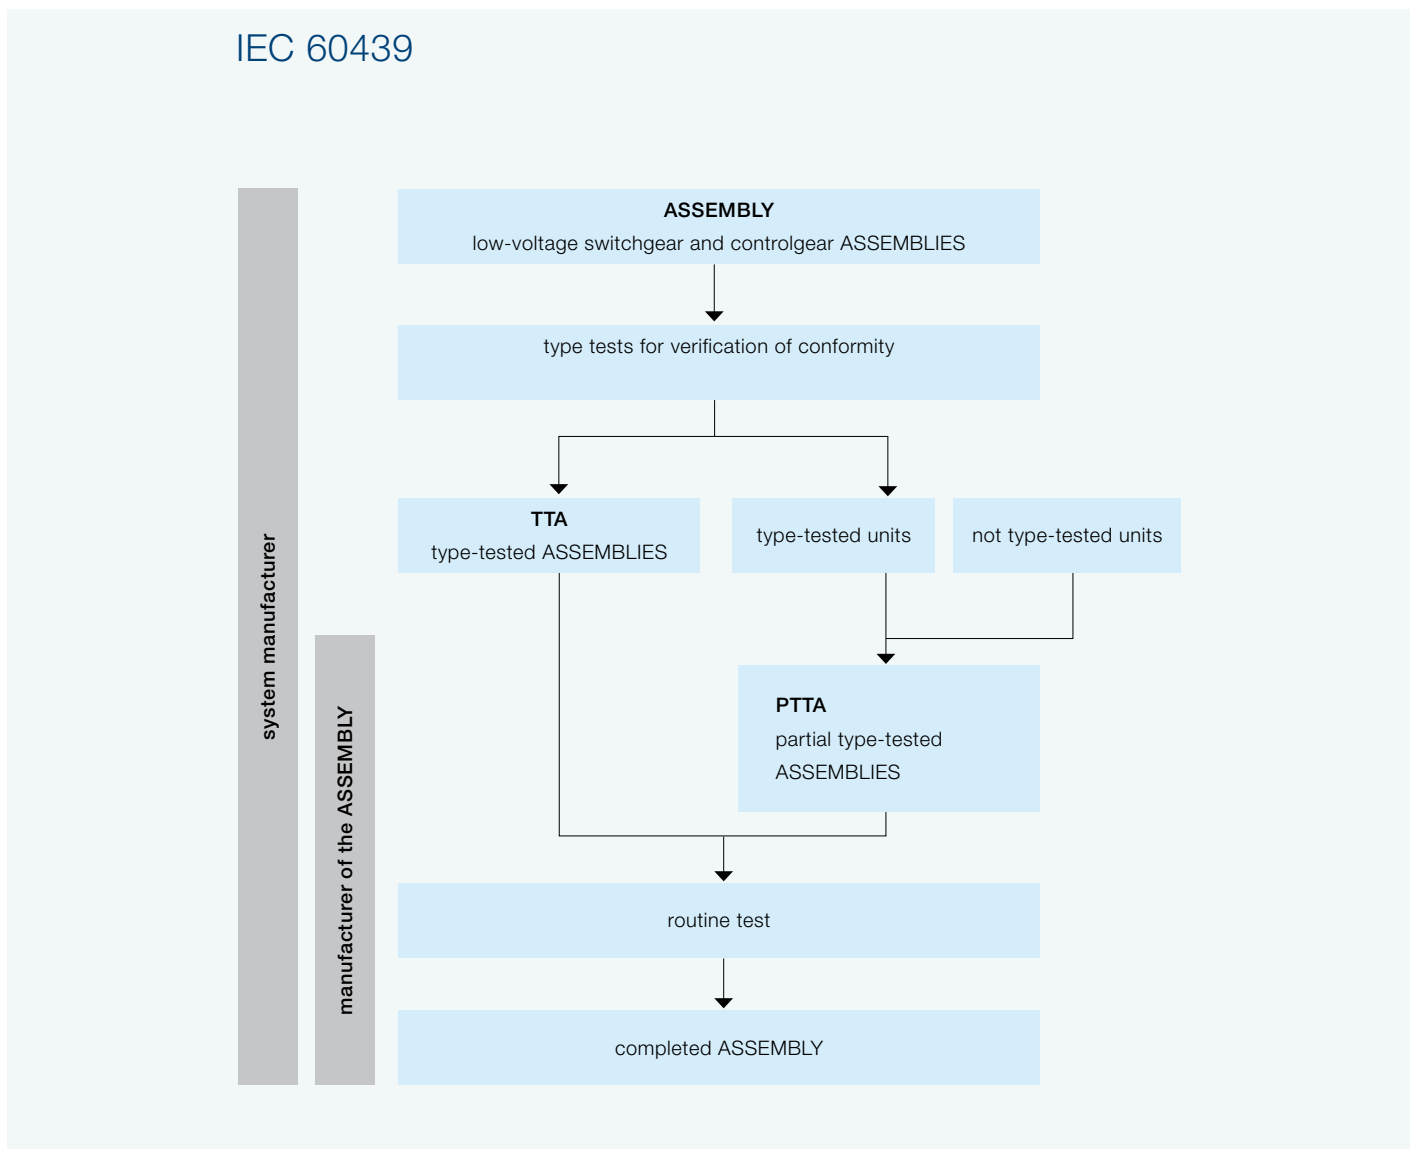 IEC 60439
ASSEMBLY
low-voltage switchgear and controlgear ASSEMBLIES
type tests for verification of conformity
TTA
type-tested ASSEMBLIES
type-tested units
not type-tested units
system manufacturer
manufacturer of the ASSEMBLY
PTTA
partial type-tested
ASSEMBLIES
routine test
completed ASSEMBLY